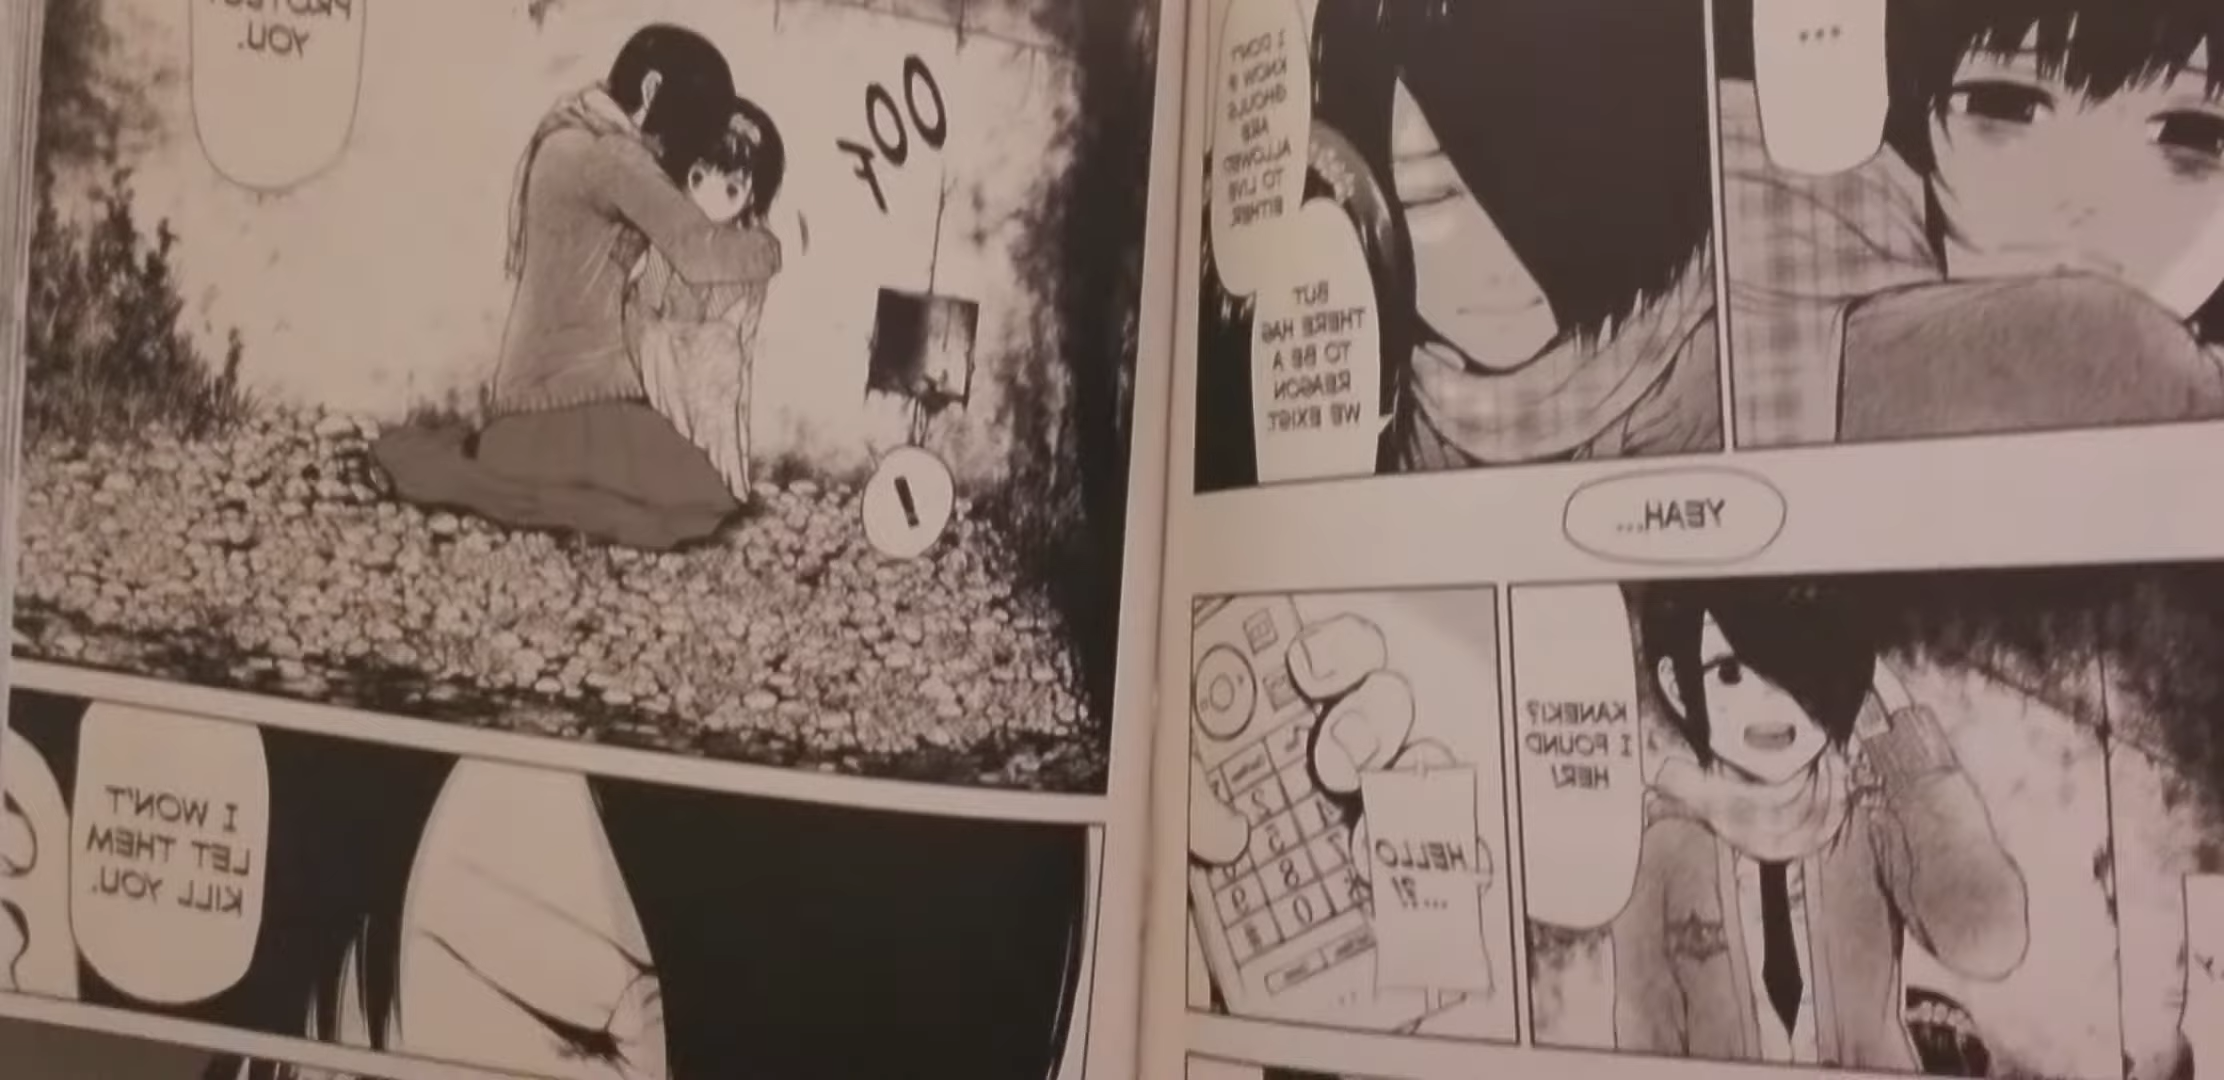 PROTECT
YOU.
!
I WON'T
LET THEM
KILL YOU.
I DON'T
KNOW IF
GHOULS
ARE
ALLOWED
TO LIVE
EITHER.
BUT
THERE HAS
TO BE A
REASON
WE EXIST.
...
YEAH...
HELLO
...?!
KANEKI?
I FOUND
HER!